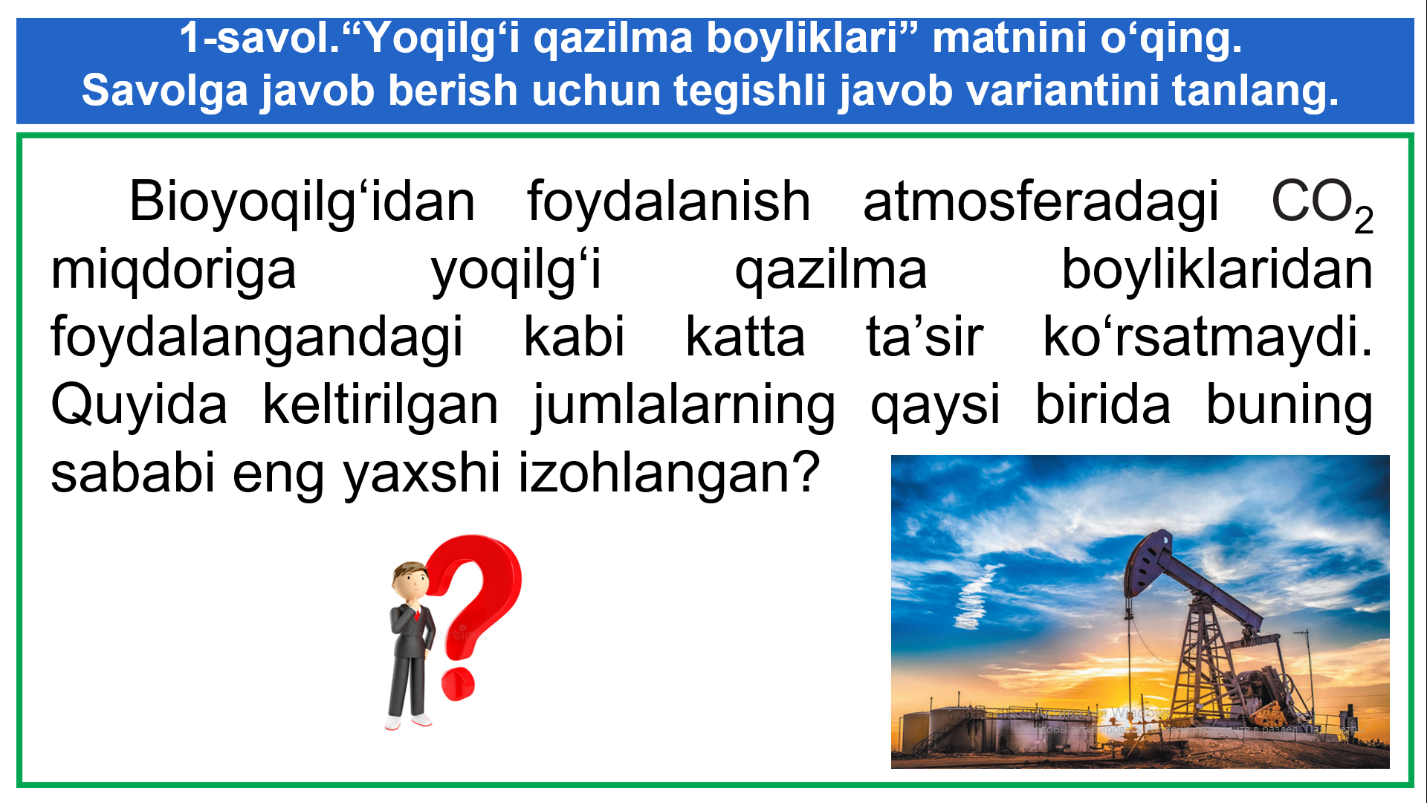 1-savol.“Yoqilg‘i qazilma boyliklari” matnini o‘qing.
Savolga javob berish uchun tegishli javob variantini tanlang.
Bioyoqilg‘idan foydalanish atmosferadagi CO₂
miqdoriga yoqilg‘i qazilma boyliklaridan
foydalangandagi kabi katta ta’sir ko‘rsatmaydi.
Quyida keltirilgan jumlalarning qaysi birida buning
sababi eng yaxshi izohlangan?